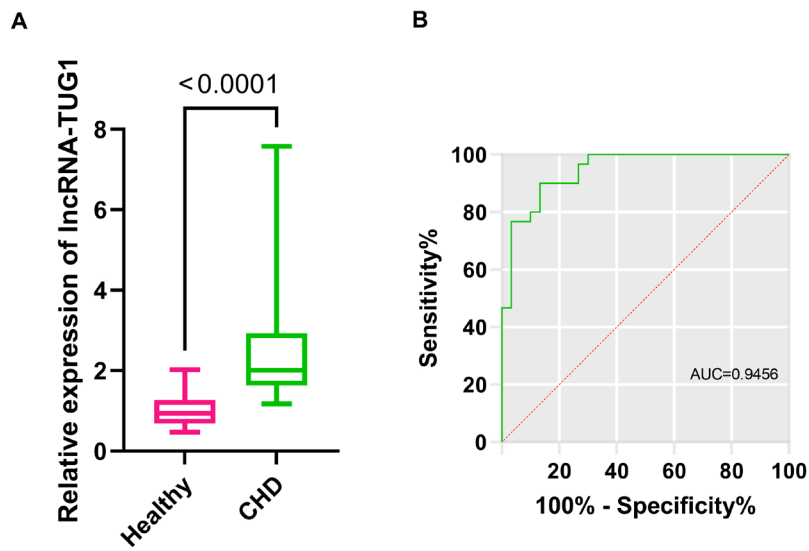 A
Relative expression of lncRNA-TUG1
<0.0001
8
6
4
2
0
Healthy
CHD
B
Sensitivity%
100
80
60
40
20
0
AUC=0.9456
20 40 60 80 100
100% - Specificity%